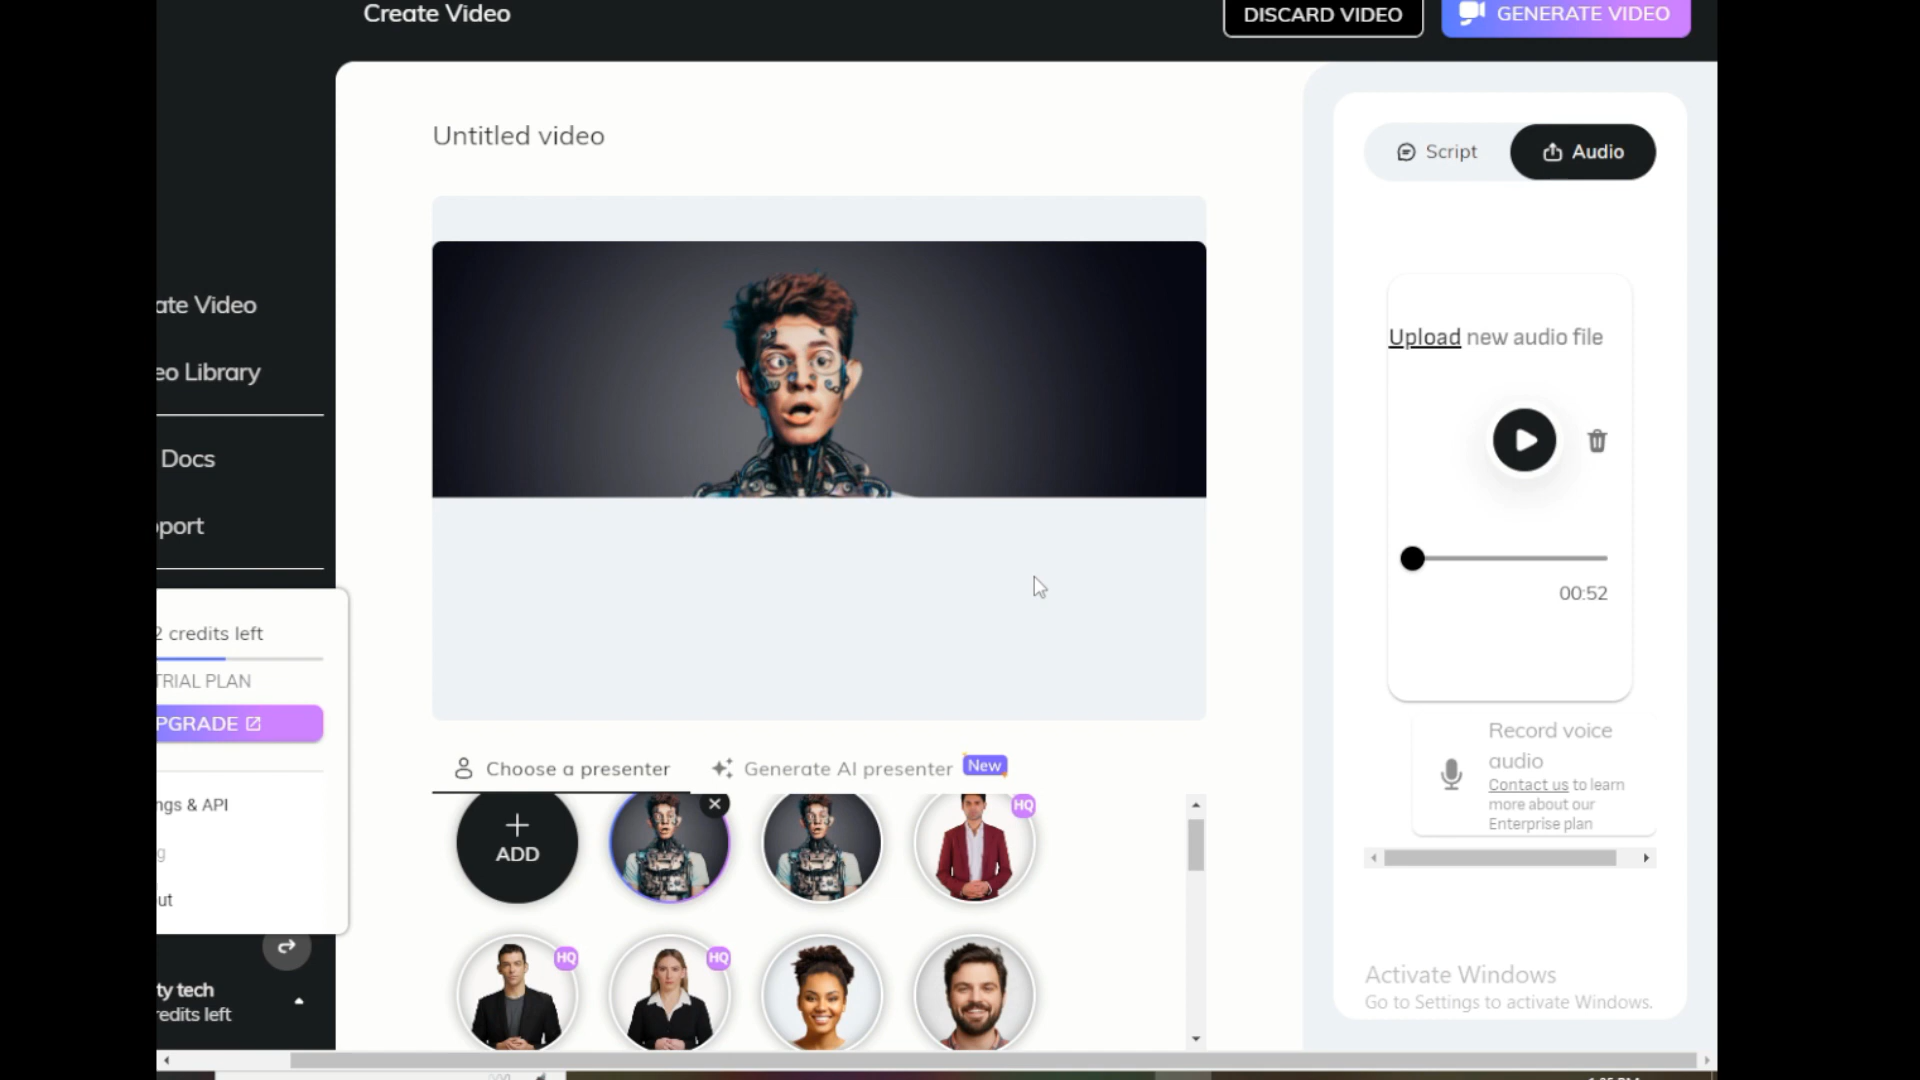 Create Video
DISCARD VIDEO
GENERATE VIDEO
Untitled video
Script
Audio
ate Video
eo Library
Docs
pport
Upload new audio file
00:52
2 credits left
TRIAL PLAN
PGRADE
ngs & API
g
ut
ty tech
redits left
Choose a presenter
Generate AI presenter
New
ADD
HQ
HQ
HQ
Record voice
audio
Contact us to learn
more about our
Enterprise plan
Activate Windows
Go to Settings to activate Windows.